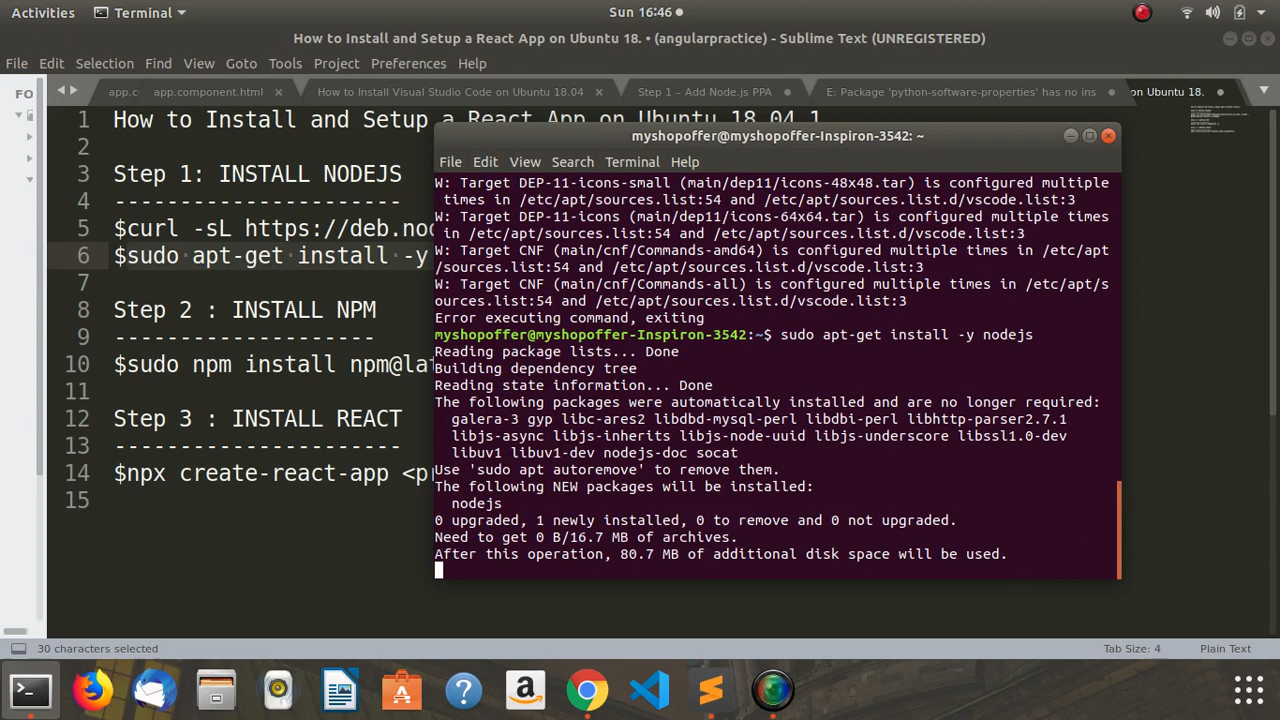 Activities Terminal Sun 16:46
How to Install and Setup a React App on Ubuntu 18. • (angularpractice) - Sublime Text (UNREGISTERED)
File Edit Selection Find View Goto Tools Project Preferences Help
FO app.c app.component.html How to Install Visual Studio Code on Ubuntu 18.04 Step 1 – Add Node.js PPA E: Package 'python-software-properties' has no ins on Ubuntu 18.
1 How to Install and Setup a React App on Ubuntu 18.04.1
2
3 Step 1: INSTALL NODEJS
4 ----------------------
5 $curl -sL https://deb.noo
6 $sudo apt-get install -y
7
8 Step 2 : INSTALL NPM
9 --------------------
10 $sudo npm install npm@lat
11
12 Step 3 : INSTALL REACT
13 ----------------------
14 $npx create-react-app <pr
15
myshopoffer@myshopoffer-Inspiron-3542: ~
File Edit View Search Terminal Help
W: Target DEP-11-icons-small (main/dep11/icons-48x48.tar) is configured multiple
times in /etc/apt/sources.list:54 and /etc/apt/sources.list.d/vscode.list:3
W: Target DEP-11-icons (main/dep11/icons-64x64.tar) is configured multiple times
in /etc/apt/sources.list:54 and /etc/apt/sources.list.d/vscode.list:3
W: Target CNF (main/cnf/Commands-amd64) is configured multiple times in /etc/apt
/sources.list:54 and /etc/apt/sources.list.d/vscode.list:3
W: Target CNF (main/cnf/Commands-all) is configured multiple times in /etc/apt/s
ources.list:54 and /etc/apt/sources.list.d/vscode.list:3
Error executing command, exiting
myshopoffer@myshopoffer-Inspiron-3542:~$ sudo apt-get install -y nodejs
Reading package lists... Done
Building dependency tree
Reading state information... Done
The following packages were automatically installed and are no longer required:
galera-3 gyp libc-ares2 libdbd-mysql-perl libdbi-perl libhttp-parser2.7.1
libjs-async libjs-inherits libjs-node-uuid libjs-underscore libssl1.0-dev
libuv1 libuv1-dev nodejs-doc socat
Use 'sudo apt autoremove' to remove them.
The following NEW packages will be installed:
nodejs
0 upgraded, 1 newly installed, 0 to remove and 0 not upgraded.
Need to get 0 B/16.7 MB of archives.
After this operation, 80.7 MB of additional disk space will be used.
30 characters selected Tab Size: 4 Plain Text